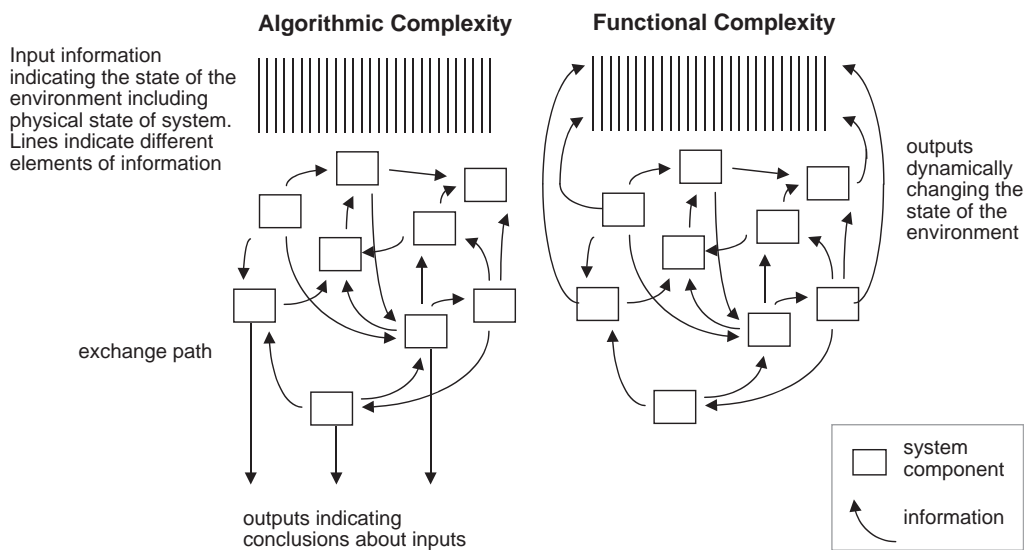 Algorithmic Complexity
Functional Complexity
Input information
indicating the state of the
environment including
physical state of system.
Lines indicate different
elements of information
outputs
dynamically
changing the
state of the
environment
exchange path
outputs indicating
conclusions about inputs
system
component
information